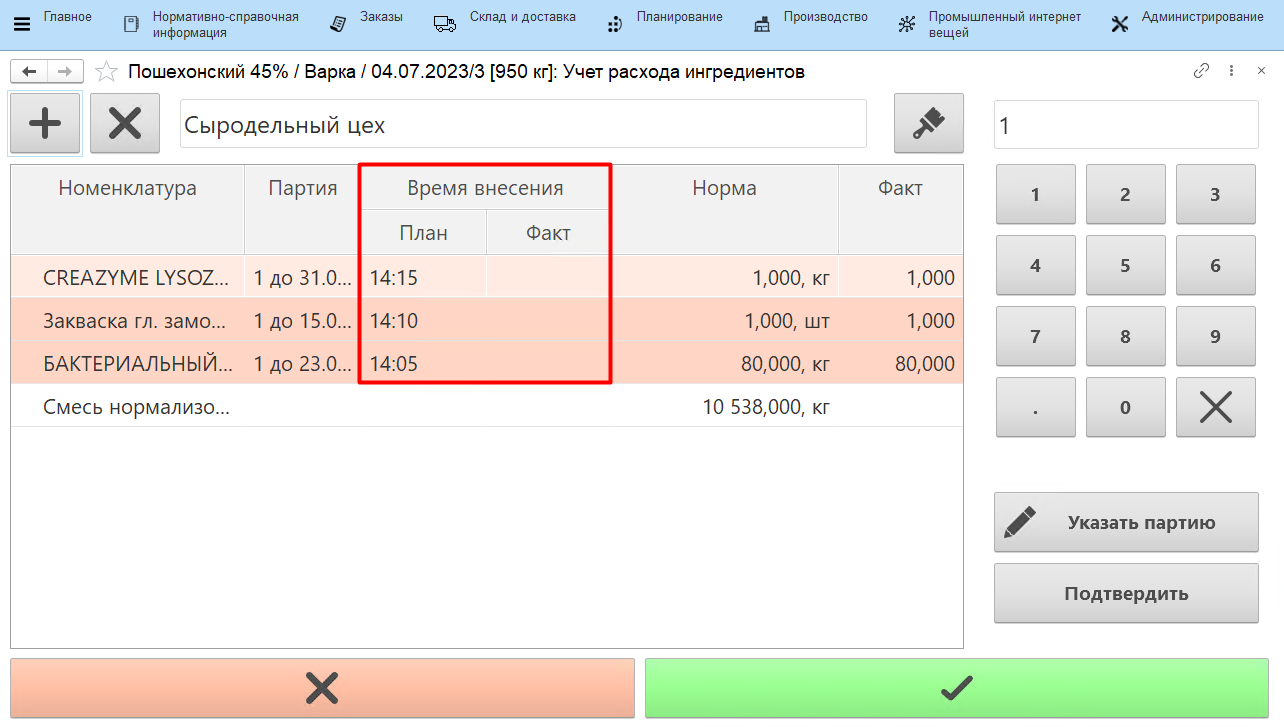 Главное
Нормативно-справочная
информация
Заказы
Склад и доставка
Планирование
Производство
Промышленный интернет
вещей
Администрирование
Пошехонский 45% / Варка / 04.07.2023/3 [950 кг]: Учет расхода ингредиентов
Сыродельный цех
1
Номенклатура Партия Время внесения Норма Факт
План Факт
CREAZYME LYSOZ... 1 до 31.0... 14:15 1,000, кг 1,000
Закваска гл. замо... 1 до 15.0... 14:10 1,000, шт 1,000
БАКТЕРИАЛЬНЫЙ... 1 до 23.0... 14:05 80,000, кг 80,000
Смесь нормализо... 10 538,000, кг
1 2 3
4 5 6
7 8 9
. 0
Указать партию
Подтвердить